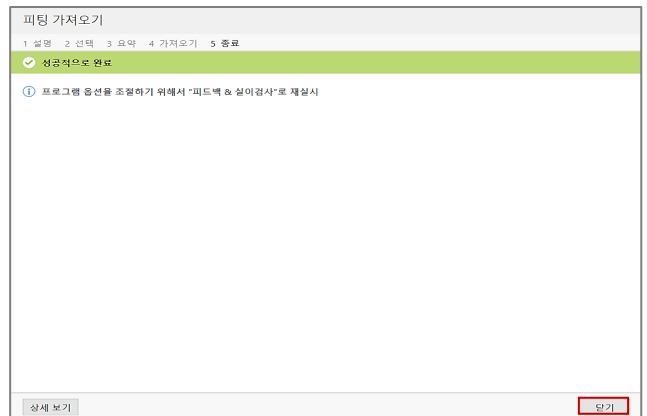 피팅 가져오기
1 설명 2 선택 3 요약 4 가져오기 5 종료
성공적으로 완료
프로그램 옵션을 조절하기 위해서 "피드백 & 실이검사"로 재실시
상세 보기 닫기